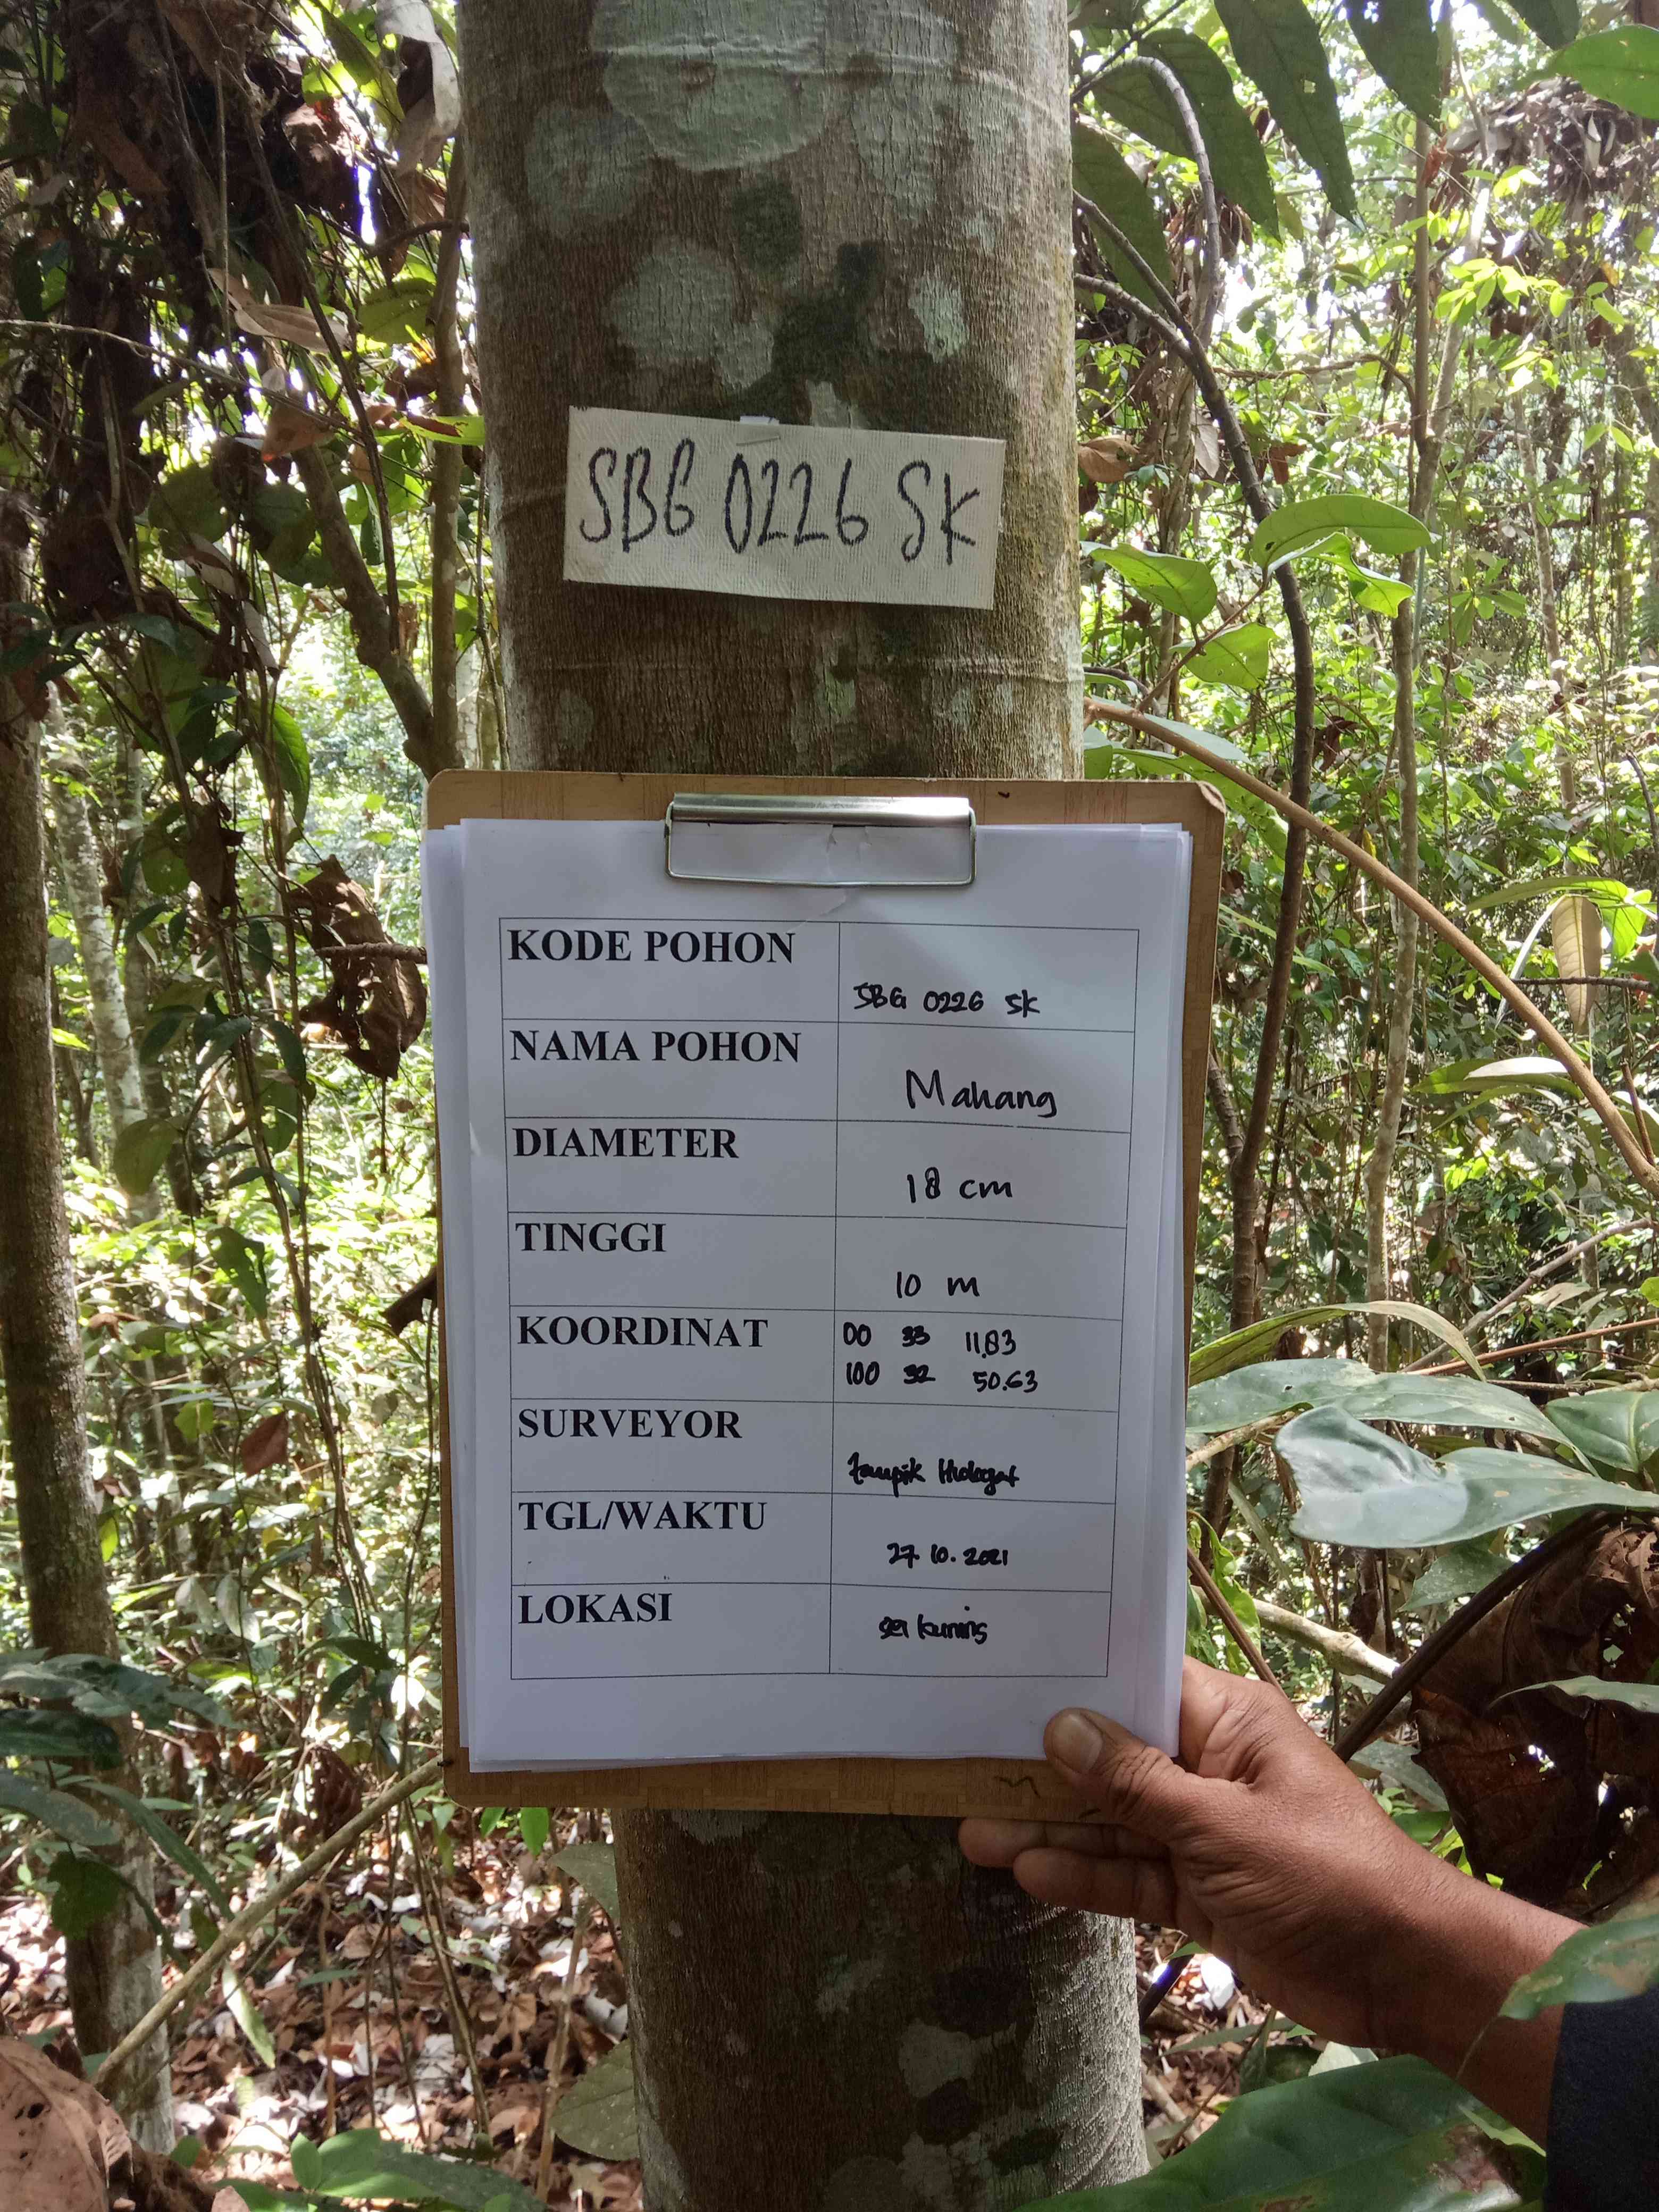 SBG 0226 SK
KODE POHON
SBG 0226 SK
NAMA POHON
Mahang
DIAMETER
18 cm
TINGGI
10 m
KOORDINAT
00 33 11,83
100 32 50.63
SURVEYOR
taupik Hidayat
TGL/WAKTU
27.10.2021
LOKASI
sei kuning